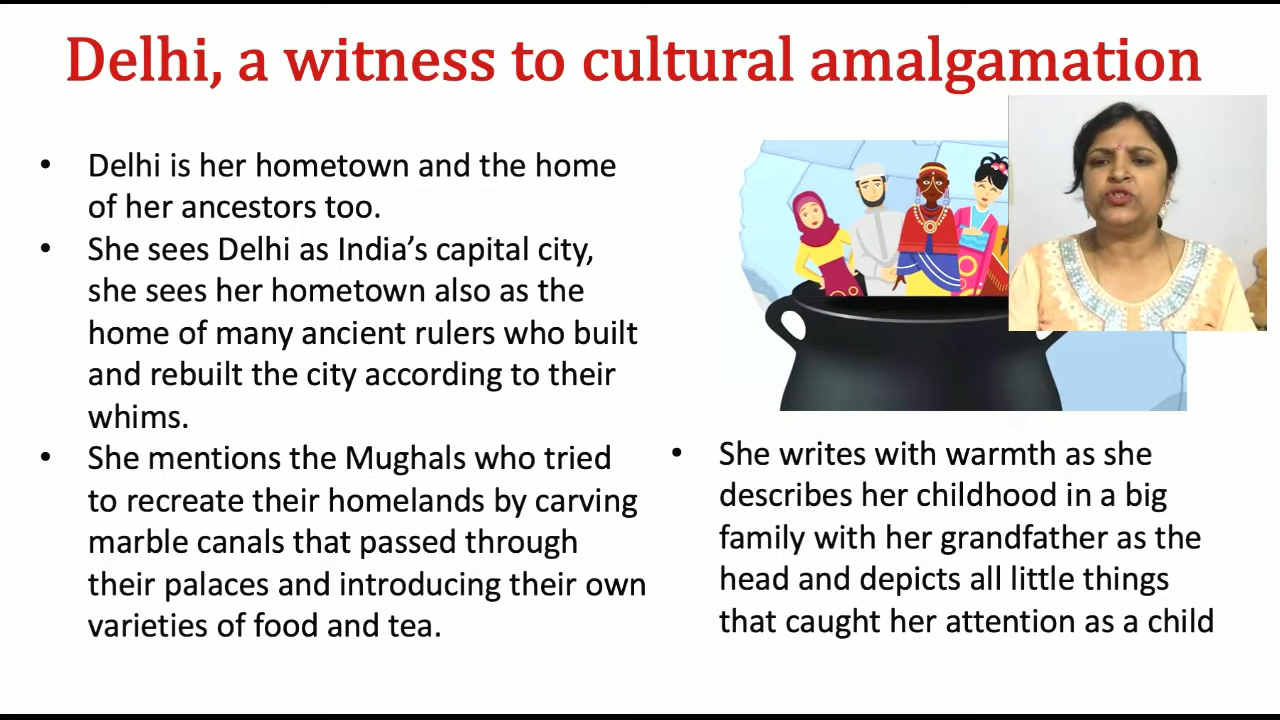 Delhi, a witness to cultural amalgamation
• Delhi is her hometown and the home
of her ancestors too.
• She sees Delhi as India’s capital city,
she sees her hometown also as the
home of many ancient rulers who built
and rebuilt the city according to their
whims.
• She mentions the Mughals who tried
to recreate their homelands by carving
marble canals that passed through
their palaces and introducing their own
varieties of food and tea.
• She writes with warmth as she
describes her childhood in a big
family with her grandfather as the
head and depicts all little things
that caught her attention as a child